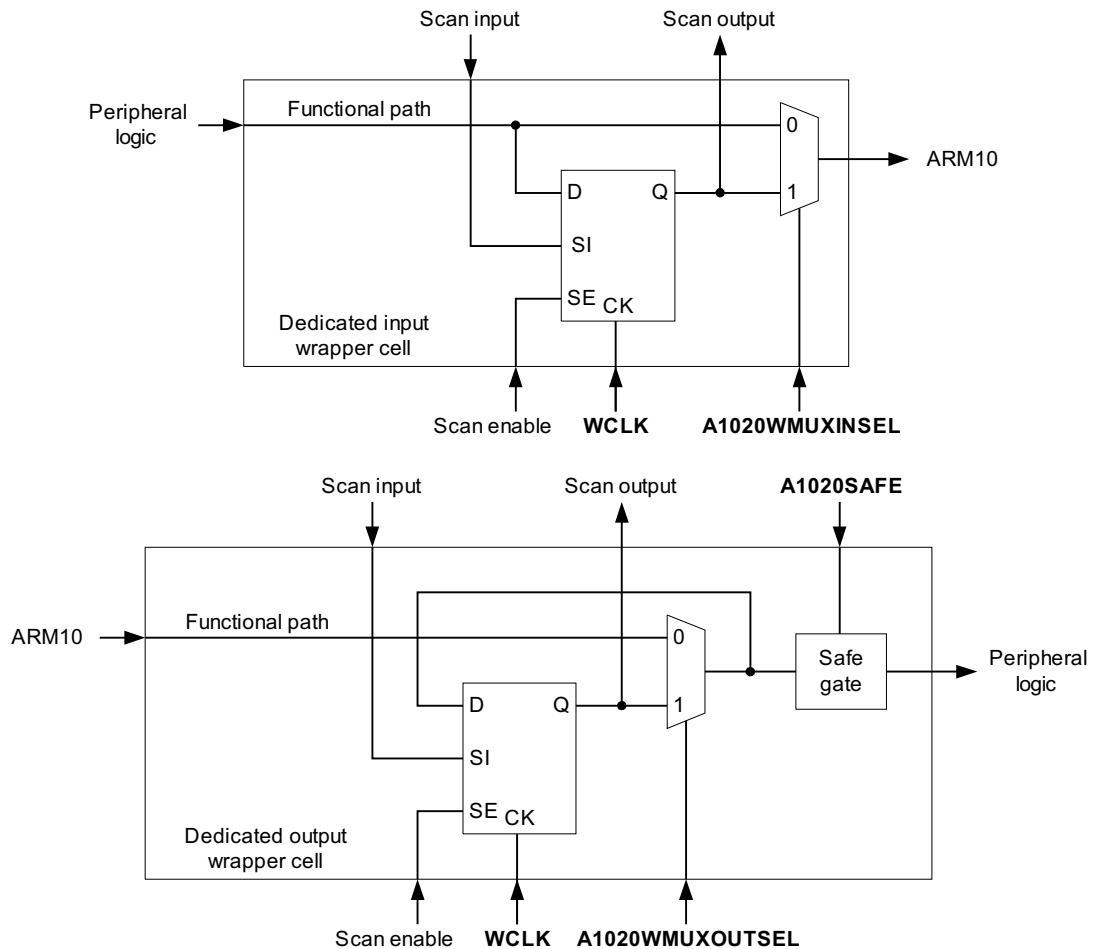 Scan input
Scan output
Peripheral
logic
Functional path
0
ARM10
D
Q
1
SI
SE
CK
Dedicated input
wrapper cell
Scan enable
WCLK
A1020WMUXINSEL
Scan input
Scan output
A1020SAFE
ARM10
Functional path
0
Safe
gate
Peripheral
logic
D
Q
1
SI
SE
CK
Dedicated output
wrapper cell
Scan enable
WCLK
A1020WMUXOUTSEL